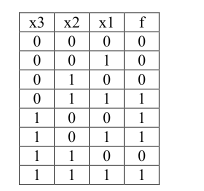 x3 x2 x1 f
0 0 0 0
0 0 1 0
0 1 0 0
0 1 1 1
1 0 0 1
1 0 1 1
1 1 0 0
1 1 1 1